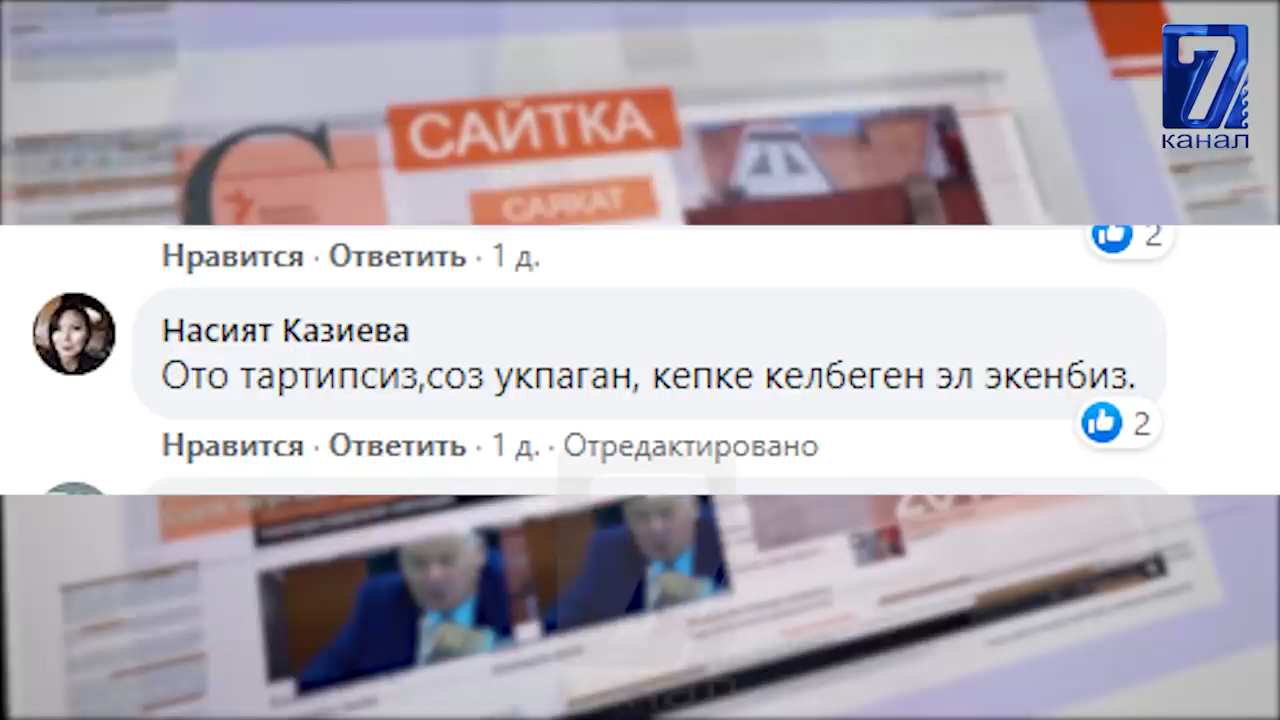 7
канал
САЙТКА
САЯКАТ
Нравится · Ответить · 1 д.
2
Насият Казиева
Ото тартипсиз,соз укпаган, кепке келбеген эл экенбиз.
2
Нравится · Ответить · 1 д. · Отредактировано